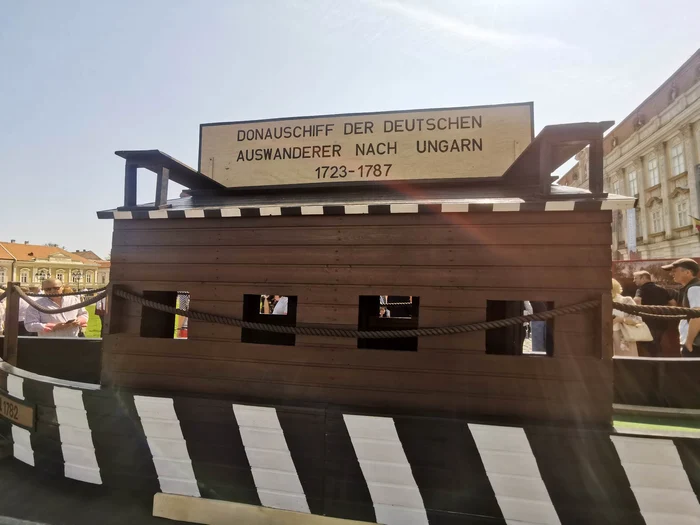 DONAUSCHIFF DER DEUTSCHEN
AUSWANDERER NACH UNGARN
1723-1787
1782